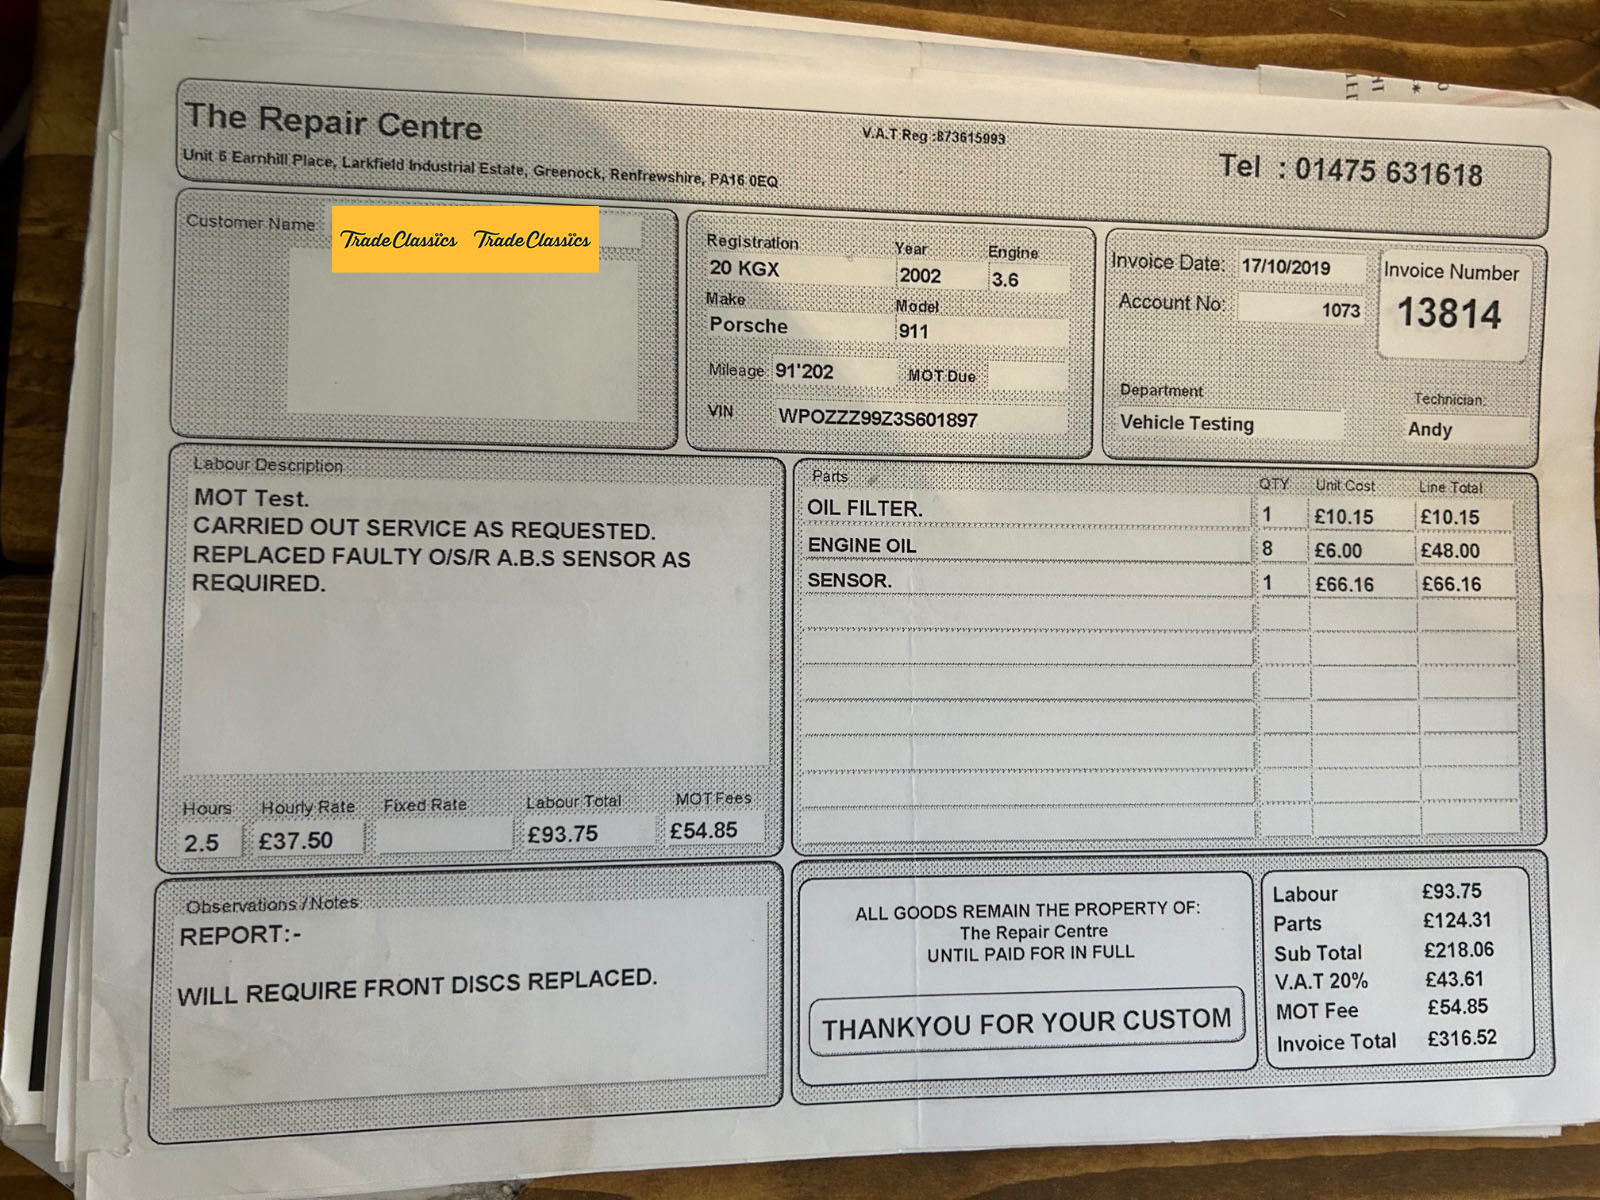 The Repair Centre
V.A.T Reg :873615993
Tel : 01475 631618
Unit 6 Earnhill Place, Larkfield Industrial Estate, Greenock, Renfrewshire, PA16 0EQ
Customer Name
TradeClassics TradeClassics
Registration Year Engine
20 KGX 2002 3.6
Make Model
Porsche 911
Mileage 91'202 MOT Due
VIN WPOZZZ99Z3S601897
Invoice Date: 17/10/2019
Account No: 1073
Invoice Number
13814
Department Technician:
Vehicle Testing Andy
Labour Description
MOT Test.
CARRIED OUT SERVICE AS REQUESTED.
REPLACED FAULTY O/S/R A.B.S SENSOR AS
REQUIRED.
Hours Hourly Rate Fixed Rate Labour Total MOT Fees
2.5 £37.50 £93.75 £54.85
Parts QTY Unit Cost Line Total
OIL FILTER. 1 £10.15 £10.15
ENGINE OIL 8 £6.00 £48.00
SENSOR. 1 £66.16 £66.16
Observations / Notes
REPORT:-
WILL REQUIRE FRONT DISCS REPLACED.
ALL GOODS REMAIN THE PROPERTY OF:
The Repair Centre
UNTIL PAID FOR IN FULL
THANKYOU FOR YOUR CUSTOM
Labour £93.75
Parts £124.31
Sub Total £218.06
V.A.T 20% £43.61
MOT Fee £54.85
Invoice Total £316.52